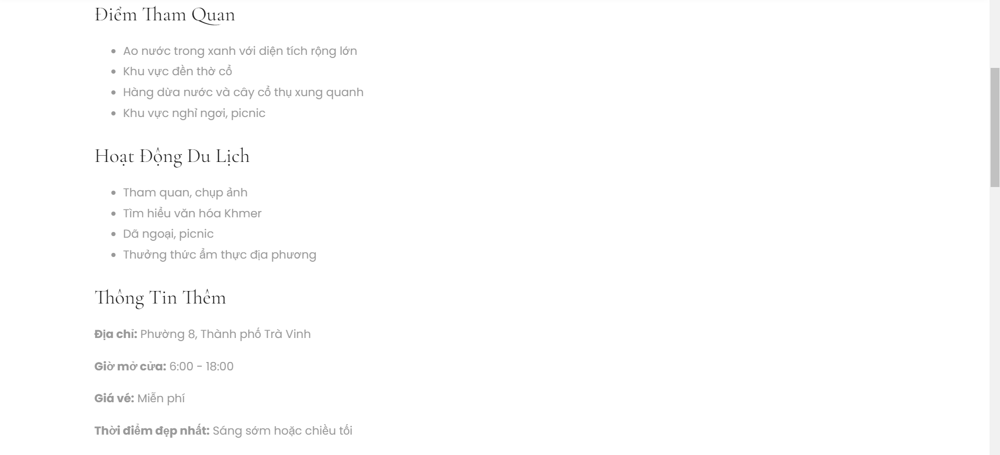 Điểm Tham Quan
Ao nước trong xanh với diện tích rộng lớn
Khu vực đền thờ cổ
Hàng dừa nước và cây cổ thụ xung quanh
Khu vực nghỉ ngơi, picnic
Hoạt Động Du Lịch
Tham quan, chụp ảnh
Tìm hiểu văn hóa Khmer
Dã ngoại, picnic
Thưởng thức ẩm thực địa phương
Thông Tin Thêm
Địa chỉ: Phường 8, Thành phố Trà Vinh
Giờ mở cửa: 6:00 - 18:00
Giá vé: Miễn phí
Thời điểm đẹp nhất: Sáng sớm hoặc chiều tối